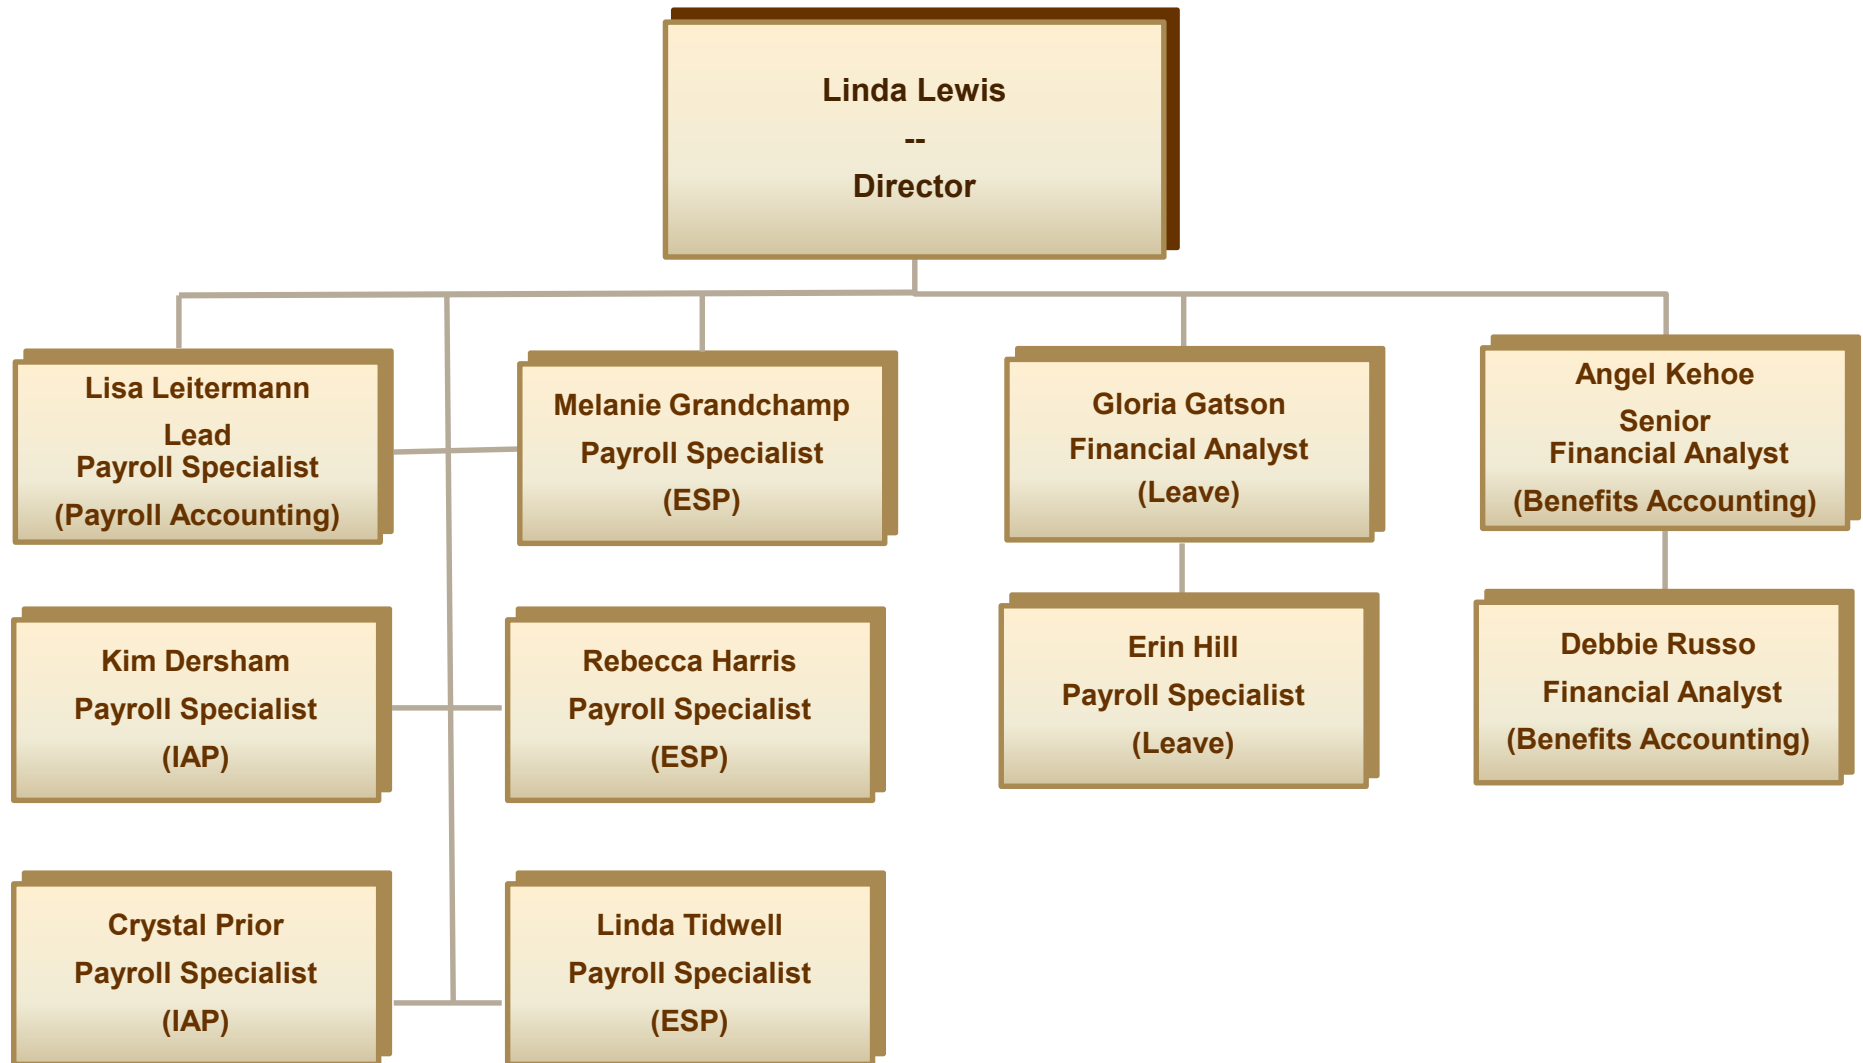 Linda Lewis
--
Director
Lisa Leitermann
Lead
Payroll Specialist
(Payroll Accounting)
Melanie Grandchamp
Payroll Specialist
(ESP)
Gloria Gatson
Financial Analyst
(Leave)
Angel Kehoe
Senior
Financial Analyst
(Benefits Accounting)
Kim Dersham
Payroll Specialist
(IAP)
Rebecca Harris
Payroll Specialist
(ESP)
Erin Hill
Payroll Specialist
(Leave)
Debbie Russo
Financial Analyst
(Benefits Accounting)
Crystal Prior
Payroll Specialist
(IAP)
Linda Tidwell
Payroll Specialist
(ESP)